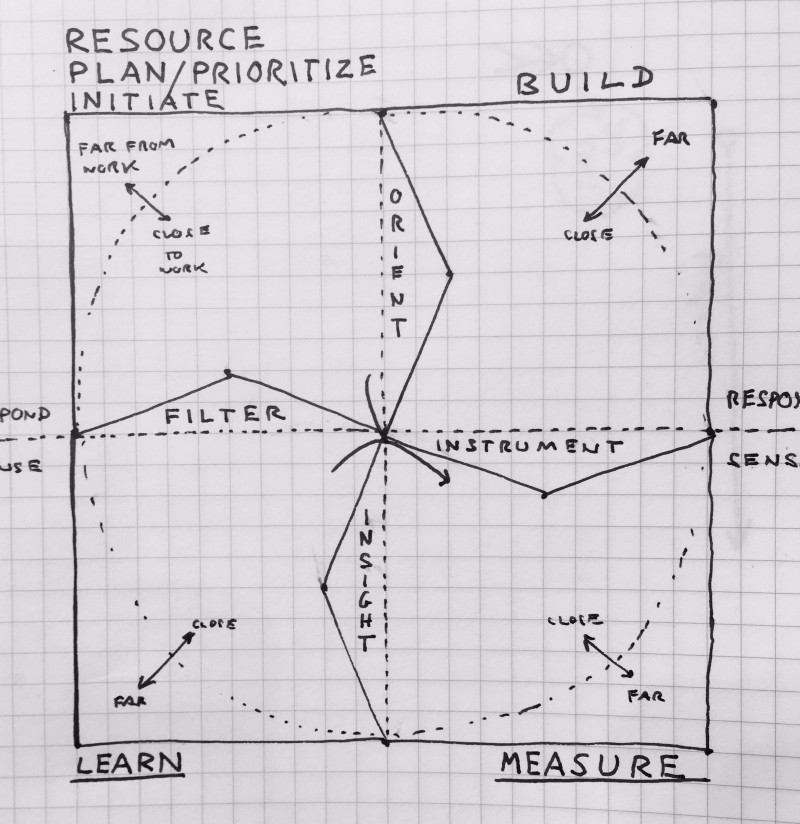 RESOURCE
PLAN/PRIORITIZE
INITIATE
BUILD
FAR FROM
WORK
CLOSE
TO
WORK
FAR
CLOSE
ORIENT
FILTER
INSTRUMENT
POND
USE
RESPON
SENS
INSIGHT
CLOSE
FAR
CLOSE
FAR
LEARN
MEASURE